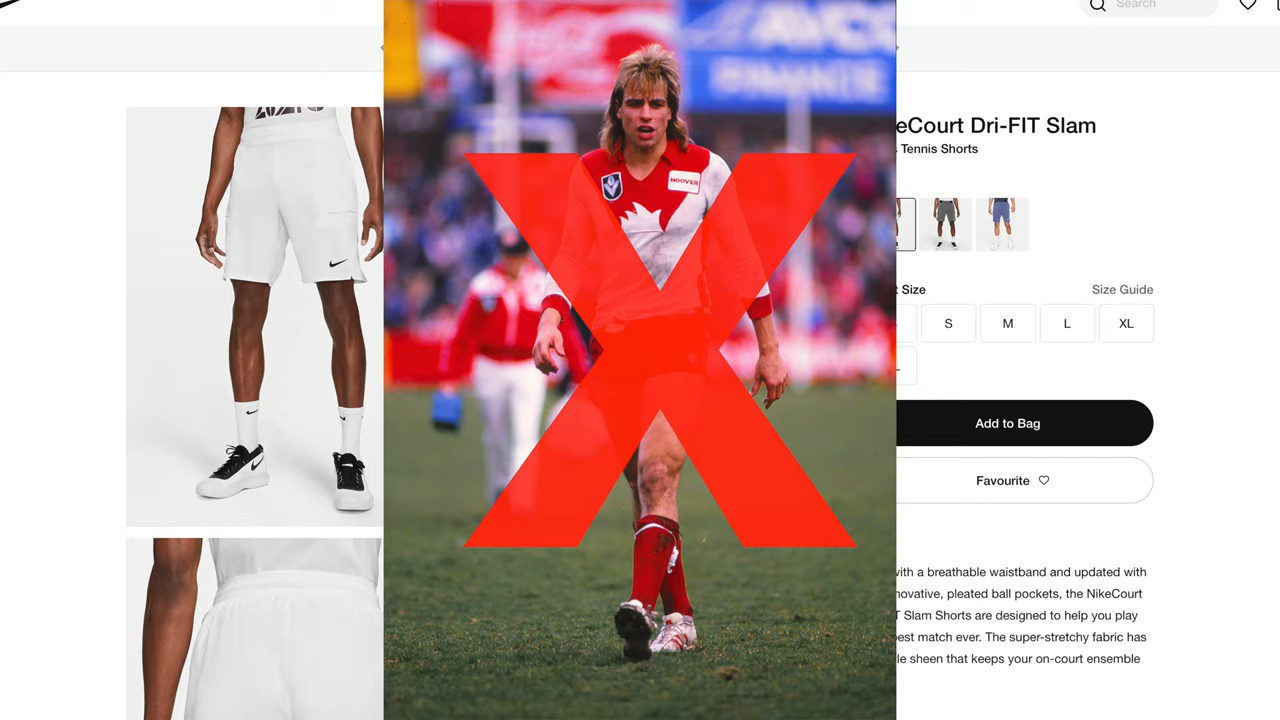 Search
eCourt Dri-FIT Slam
Tennis Shorts
Size
Size Guide
S
M
L
XL
Add to Bag
Favourite
with a breathable waistband and updated with
novative, pleated ball pockets, the NikeCourt
T Slam Shorts are designed to help you play
best match ever. The super-stretchy fabric has
le sheen that keeps your on-court ensemble
FINANCE
HOOVER
X